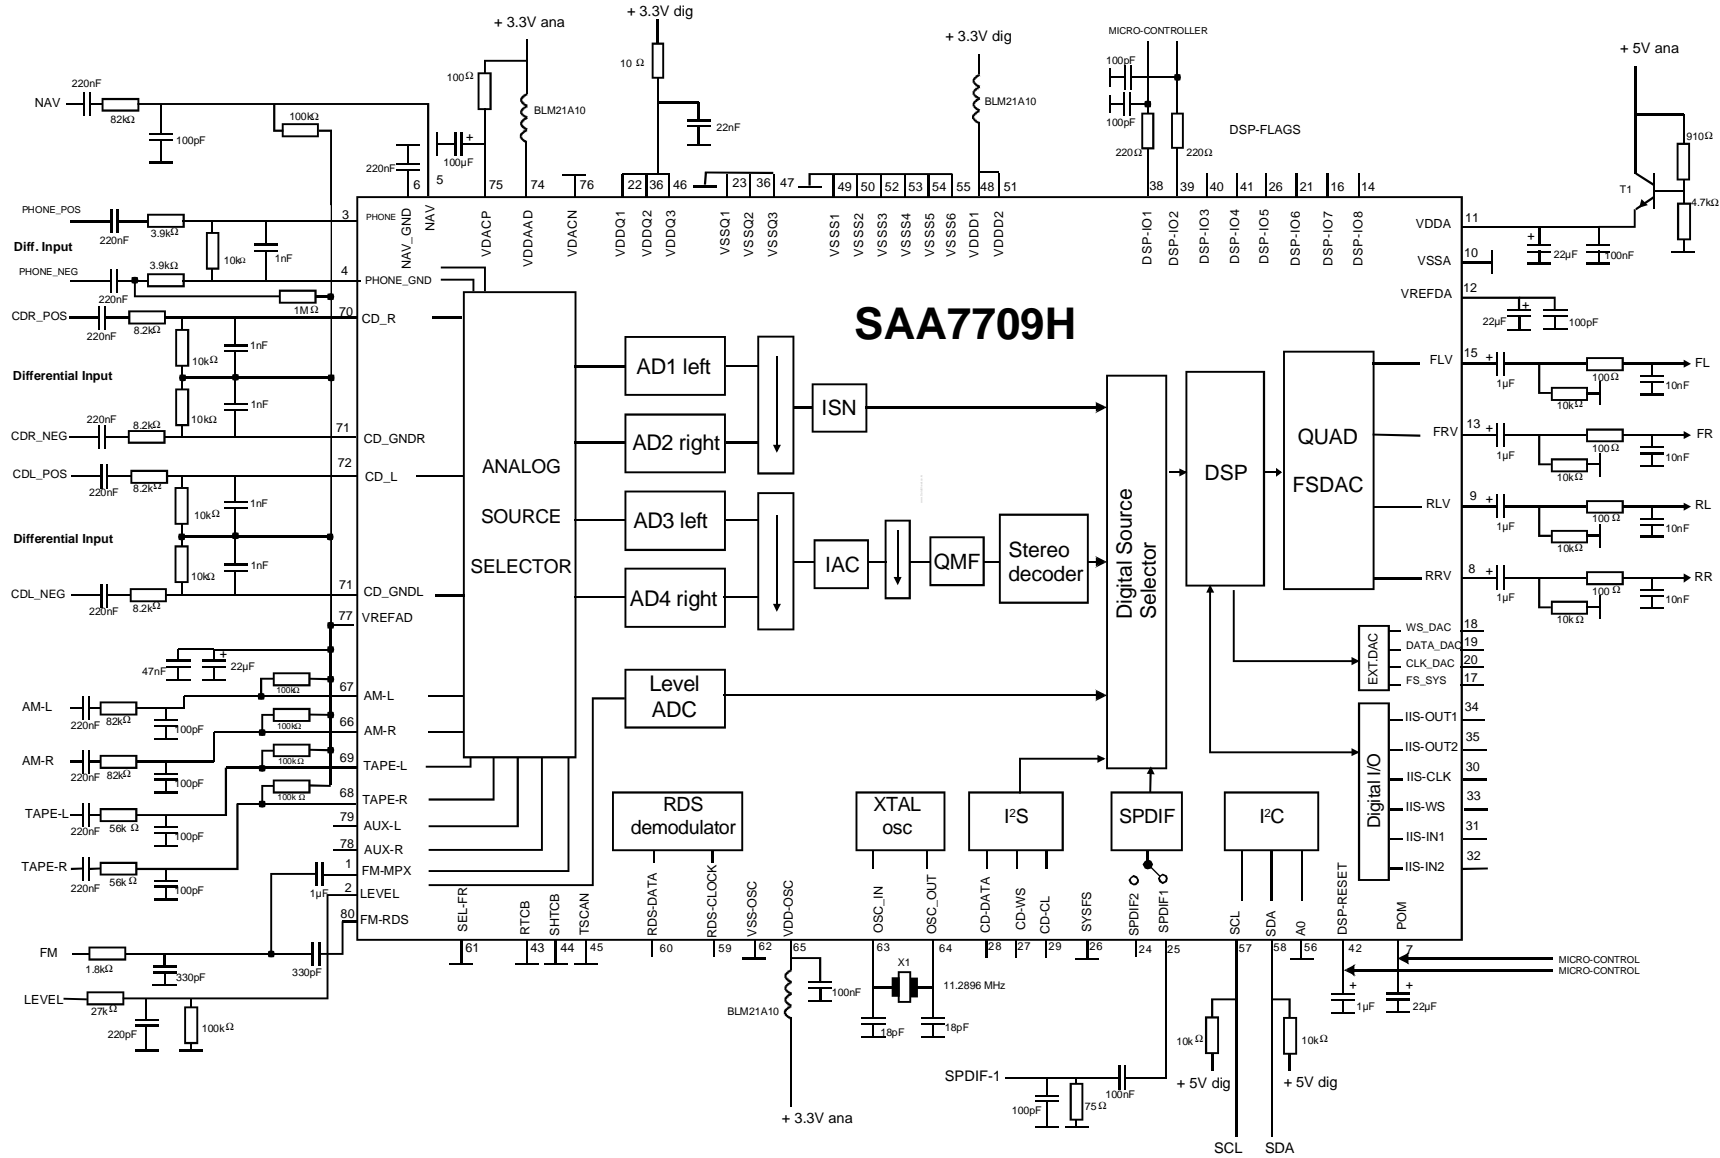 + 3.3V ana
+ 3.3V dig
+ 3.3V dig
MICRO-CONTROLLER
+ 5V ana
220nF
NAV
82kΩ
100pF
100kΩ
100Ω
BLM21A10
100µF
+
220nF
10 Ω
22nF
BLM21A10
100pF
100pF
220Ω
220Ω
DSP-FLAGS
910Ω
T1
4.7kΩ
6
5
75
74
76
22
36
46
23
36
47
49
50
52
53
54
55
48
51
38
39
40
41
26
21
16
14
NAV_GND
NAV
VDACP
VDDAAD
VDACN
VDDQ1
VDDQ2
VDDQ3
VSSQ1
VSSQ2
VSSQ3
VSSS1
VSSS2
VSSS3
VSSS4
VSSS5
VSSS6
VDDD1
VDDD2
DSP-IO1
DSP-IO2
DSP-IO3
DSP-IO4
DSP-IO5
DSP-IO6
DSP-IO7
DSP-IO8
PHONE_POS
220nF
3.9kΩ
3
PHONE
Diff. Input
10kΩ
1nF
PHONE_NEG
220nF
3.9kΩ
4
PHONE_GND
1MΩ
CDR_POS
220nF
8.2kΩ
70
CD_R
10kΩ
1nF
Differential Input
10kΩ
1nF
CDR_NEG
220nF
8.2kΩ
71
CD_GNDR
CDL_POS
220nF
8.2kΩ
72
CD_L
10kΩ
1nF
Differential Input
10kΩ
1nF
CDL_NEG
220nF
8.2kΩ
71
CD_GNDL
77
VREFAD
47nF
+
22µF
AM-L
220nF
82kΩ
100pF
100kΩ
67
AM-L
AM-R
220nF
82kΩ
100pF
100kΩ
66
AM-R
TAPE-L
220nF
56k Ω
100pF
100kΩ
69
TAPE-L
TAPE-R
220nF
56kΩ
100pF
100k Ω
68
TAPE-R
79
AUX-L
78
AUX-R
1µF
1
FM-MPX
2
LEVEL
80
FM-RDS
FM
1.8kΩ
330pF
330pF
LEVEL
27kΩ
220pF
100kΩ
SAA7709H
ANALOG
SOURCE
SELECTOR
AD1 left
AD2 right
AD3 left
AD4 right
Level
ADC
ISN
IAC
QMF
Stereo
decoder
Digital Source
Selector
DSP
QUAD
FSDAC
EXT.DAC
Digital I/O
RDS
demodulator
XTAL
osc
I²S
SPDIF
I²C
VDDA
11
+
22µF
100nF
VSSA
10
VREFDA
12
22µF
+
100pF
FLV
15
+
1µF
100Ω
10kΩ
10nF
FL
FRV
13
+
1µF
100Ω
10kΩ
10nF
FR
RLV
9
+
1µF
100 Ω
10kΩ
10nF
RL
RRV
8
+
1µF
100 Ω
10kΩ
10nF
RR
WS_DAC
18
DATA_DAC
19
CLK_DAC
20
FS_SYS
17
IIS-OUT1
34
IIS-OUT2
35
IIS-CLK
30
IIS-WS
33
IIS-IN1
31
IIS-IN2
32
SEL-FR
RTCB
SHTCB
TSCAN
RDS-DATA
RDS-CLOCK
VSS-OSC
VDD-OSC
OSC_IN
OSC_OUT
CD-DATA
CD-WS
CD-CL
SYSFS
SPDIF2
SPDIF1
SCL
SDA
A0
DSP-RESET
POM
61
43
44
45
60
59
62
65
63
64
28
27
29
26
24
25
57
58
56
42
7
MICRO-CONTROL
MICRO-CONTROL
100nF
BLM21A10
+ 3.3V ana
X1
11.2896 MHz
18pF
18pF
SPDIF-1
100pF
75Ω
100nF
10kΩ
+ 5V dig
10kΩ
+ 5V dig
+
1µF
+
22µF
SCL
SDA